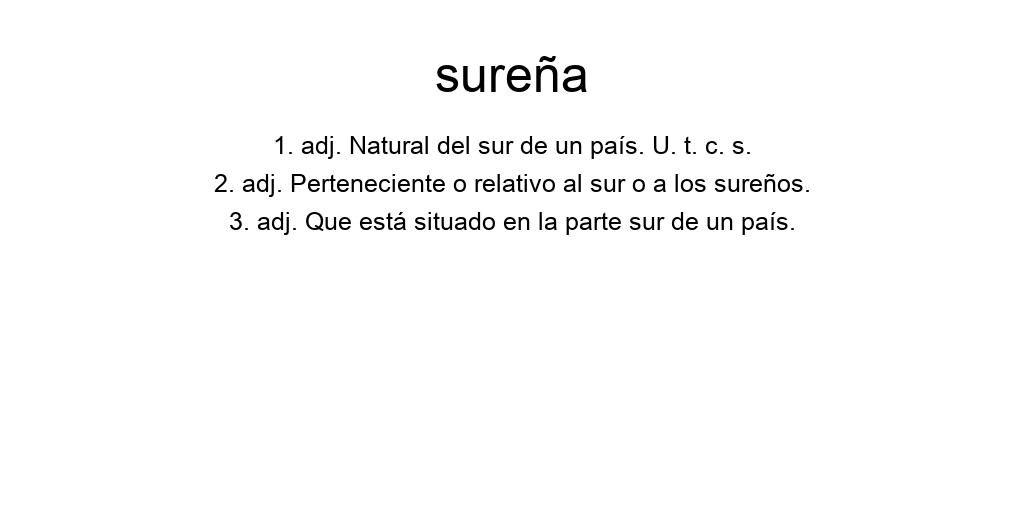 sureña
1. adj. Natural del sur de un país. U. t. c. s.
2. adj. Perteneciente o relativo al sur o a los sureños.
3. adj. Que está situado en la parte sur de un país.